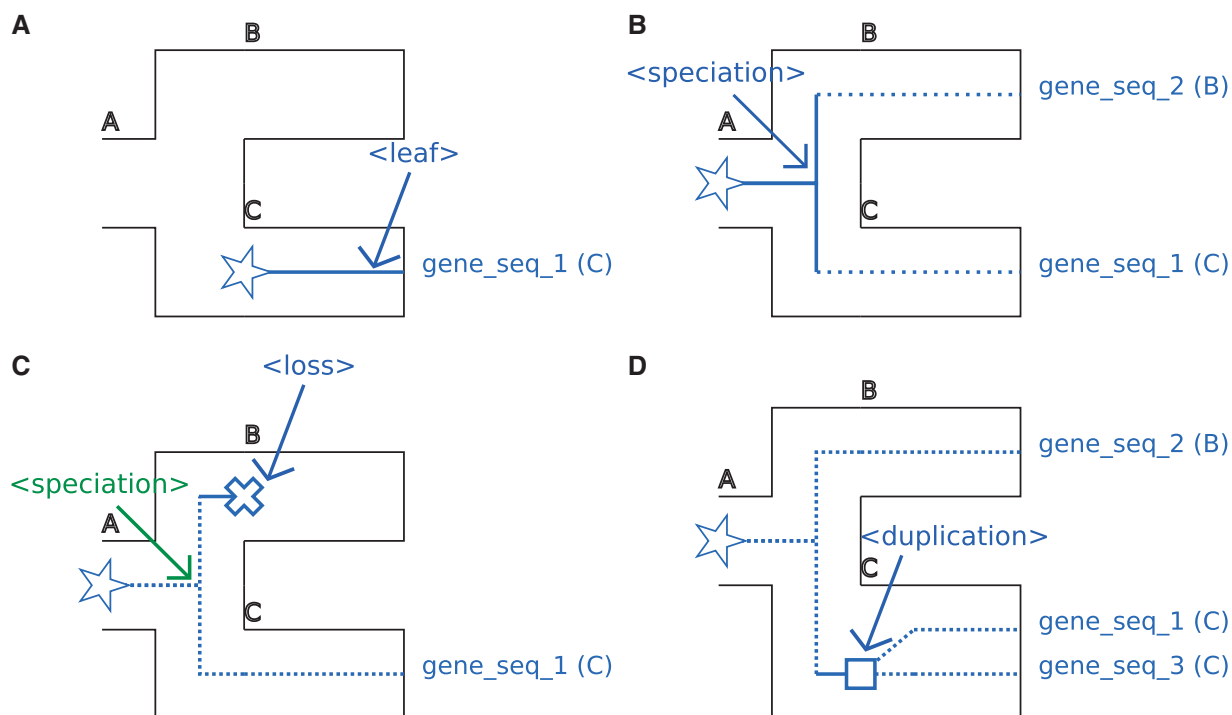 A
B
A
<leaf>
C
gene_seq_1 (C)
B
B
<speciation>
gene_seq_2 (B)
A
C
gene_seq_1 (C)
C
<loss>
B
<speciation>
A
C
gene_seq_1 (C)
D
B
gene_seq_2 (B)
A
<duplication>
C
gene_seq_1 (C)
gene_seq_3 (C)